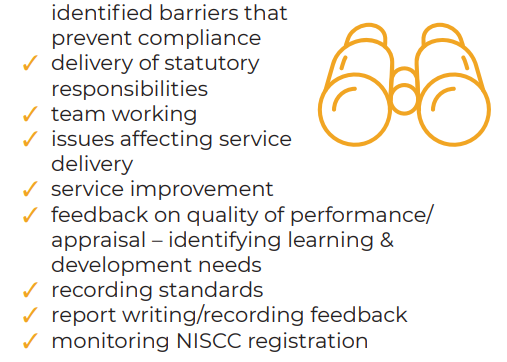 identified barriers that
prevent compliance
✓ delivery of statutory
responsibilities
✓ team working
✓ issues affecting service
delivery
✓ service improvement
✓ feedback on quality of performance/
appraisal – identifying learning &
development needs
✓ recording standards
✓ report writing/recording feedback
✓ monitoring NISCC registration